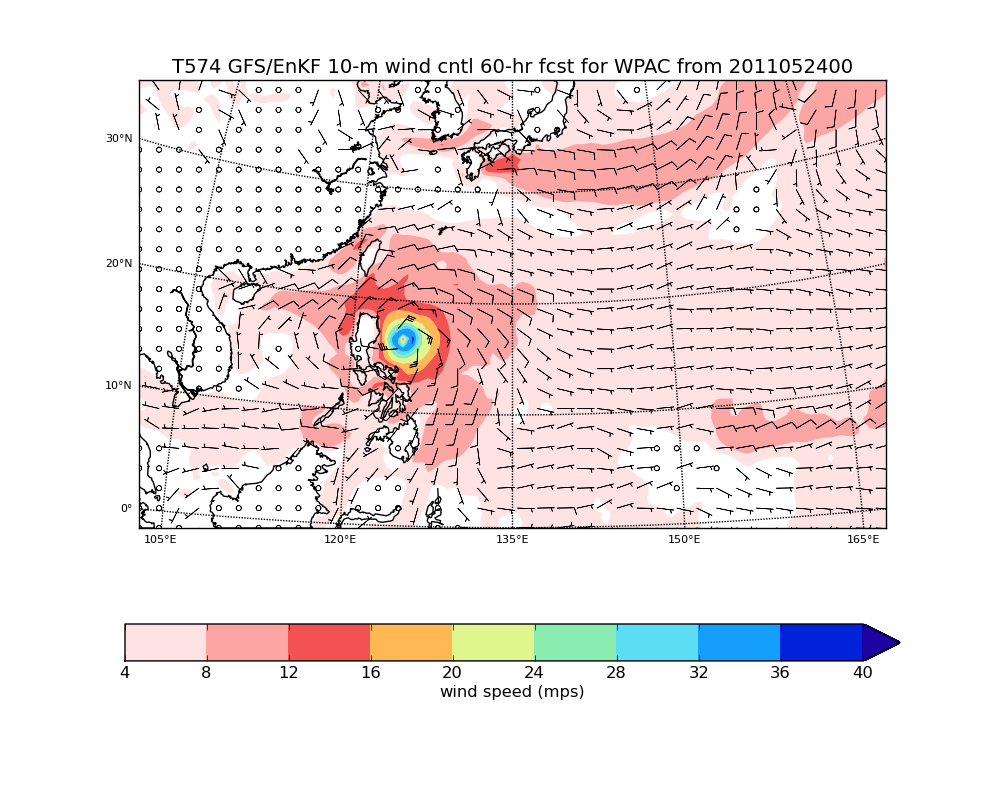 T574 GFS/EnKF 10-m wind cntl 60-hr fcst for WPAC from 2011052400
30°N
20°N
10°N
0°
105°E 120°E 135°E 150°E 165°E
4 8 12 16 20 24 28 32 36 40
wind speed (mps)